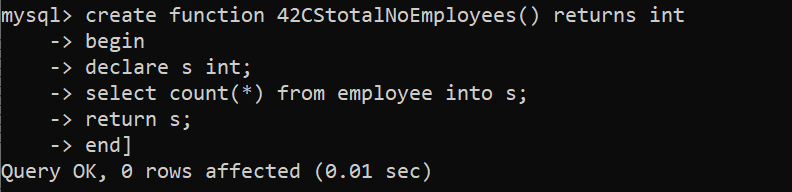 mysql> create function 42CStotalNoEmployees() returns int
-> begin
-> declare s int;
-> select count(*) from employee into s;
-> return s;
-> end]
Query OK, 0 rows affected (0.01 sec)